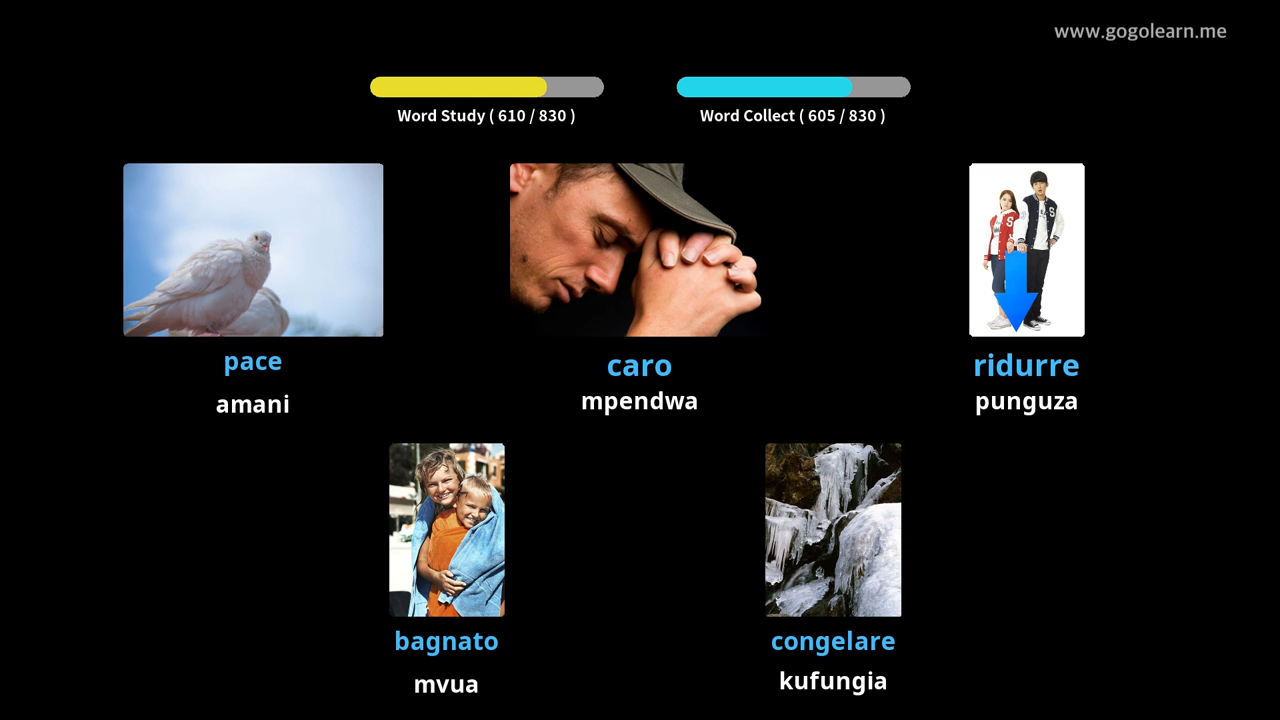 www.gogolearn.me
Word Study ( 610 / 830 )
Word Collect ( 605 / 830 )
pace
amani
caro
mpendwa
ridurre
punguza
bagnato
mvua
congelare
kufungia